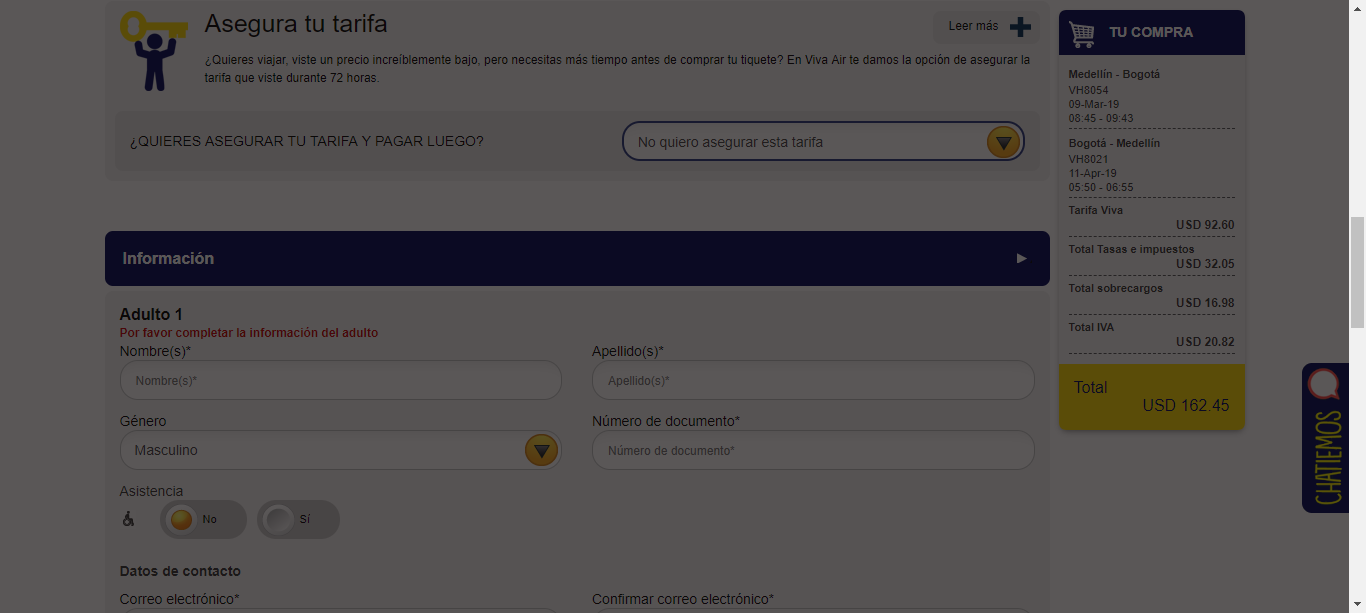 Asegura tu tarifa
Leer más
¿Quieres viajar, viste un precio increíblemente bajo, pero necesitas más tiempo antes de comprar tu tiquete? En Viva Air te damos la opción de asegurar la
tarifa que viste durante 72 horas.
¿QUIERES ASEGURAR TU TARIFA Y PAGAR LUEGO?
No quiero asegurar esta tarifa
Información
Adulto 1
Por favor completar la información del adulto
Nombre(s)*
Apellido(s)*
Nombre(s)*
Apellido(s)*
Género
Número de documento*
Masculino
Número de documento*
Asistencia
No
Sí
Datos de contacto
Correo electrónico*
Confirmar correo electrónico*
TU COMPRA
Medellín - Bogotá
VH8054
09-Mar-19
08:45 - 09:43
Bogotá - Medellín
VH8021
11-Apr-19
05:50 - 06:55
Tarifa Viva
USD 92.60
Total Tasas e impuestos
USD 32.05
Total sobrecargos
USD 16.98
Total IVA
USD 20.82
Total
USD 162.45
CHATIEMOS